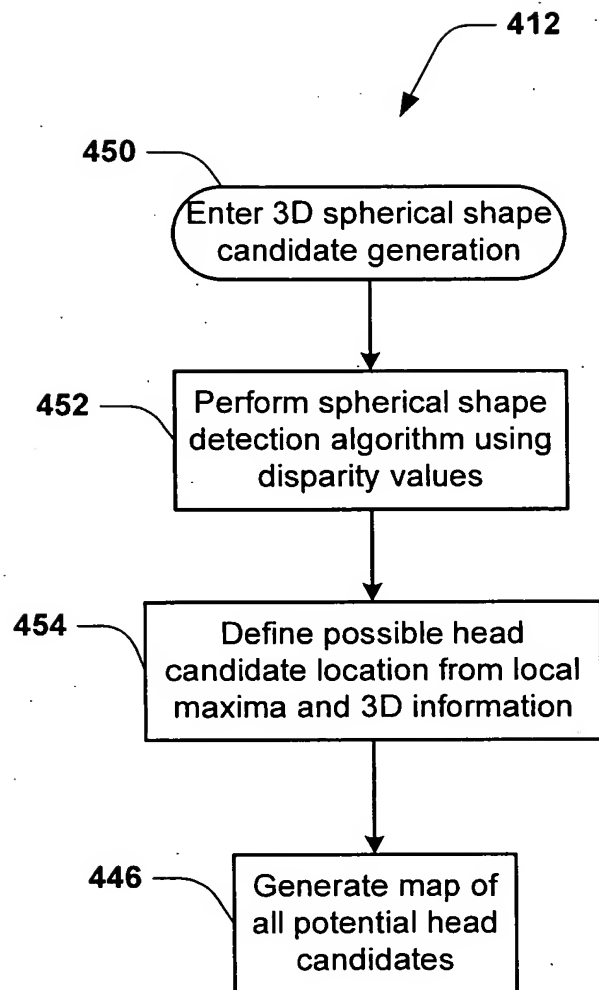 412
450
Enter 3D spherical shape
candidate generation
452
Perform spherical shape
detection algorithm using
disparity values
454
Define possible head
candidate location from local
maxima and 3D information
446
Generate map of
all potential head
candidates